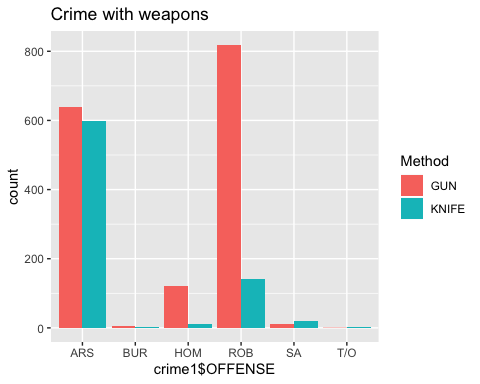 Crime with weapons
count
800
600
400
200
0
ARS BUR HOM ROB SA T/O
crime1$OFFENSE
Method
GUN
KNIFE